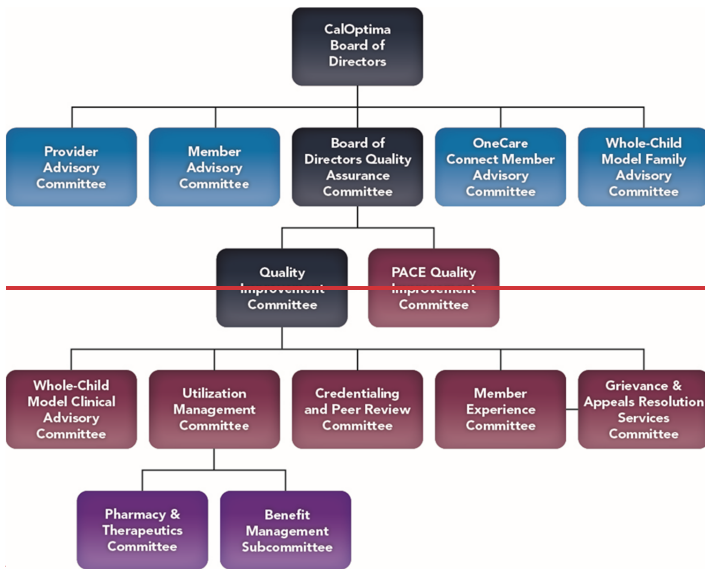 CalOptima
Board of
Directors
Provider
Advisory
Committee
Member
Advisory
Committee
Board of
Directors Quality
Assurance
Committee
OneCare
Connect Member
Advisory
Committee
Whole-Child
Model Family
Advisory
Committee
Quality
Improvement
Committee
PACE Quality
Improvement
Committee
Whole-Child
Model Clinical
Advisory
Committee
Utilization
Management
Committee
Credentialing
and Peer Review
Committee
Member
Experience
Committee
Grievance &
Appeals Resolution
Services
Committee
Pharmacy &
Therapeutics
Committee
Benefit
Management
Subcommittee